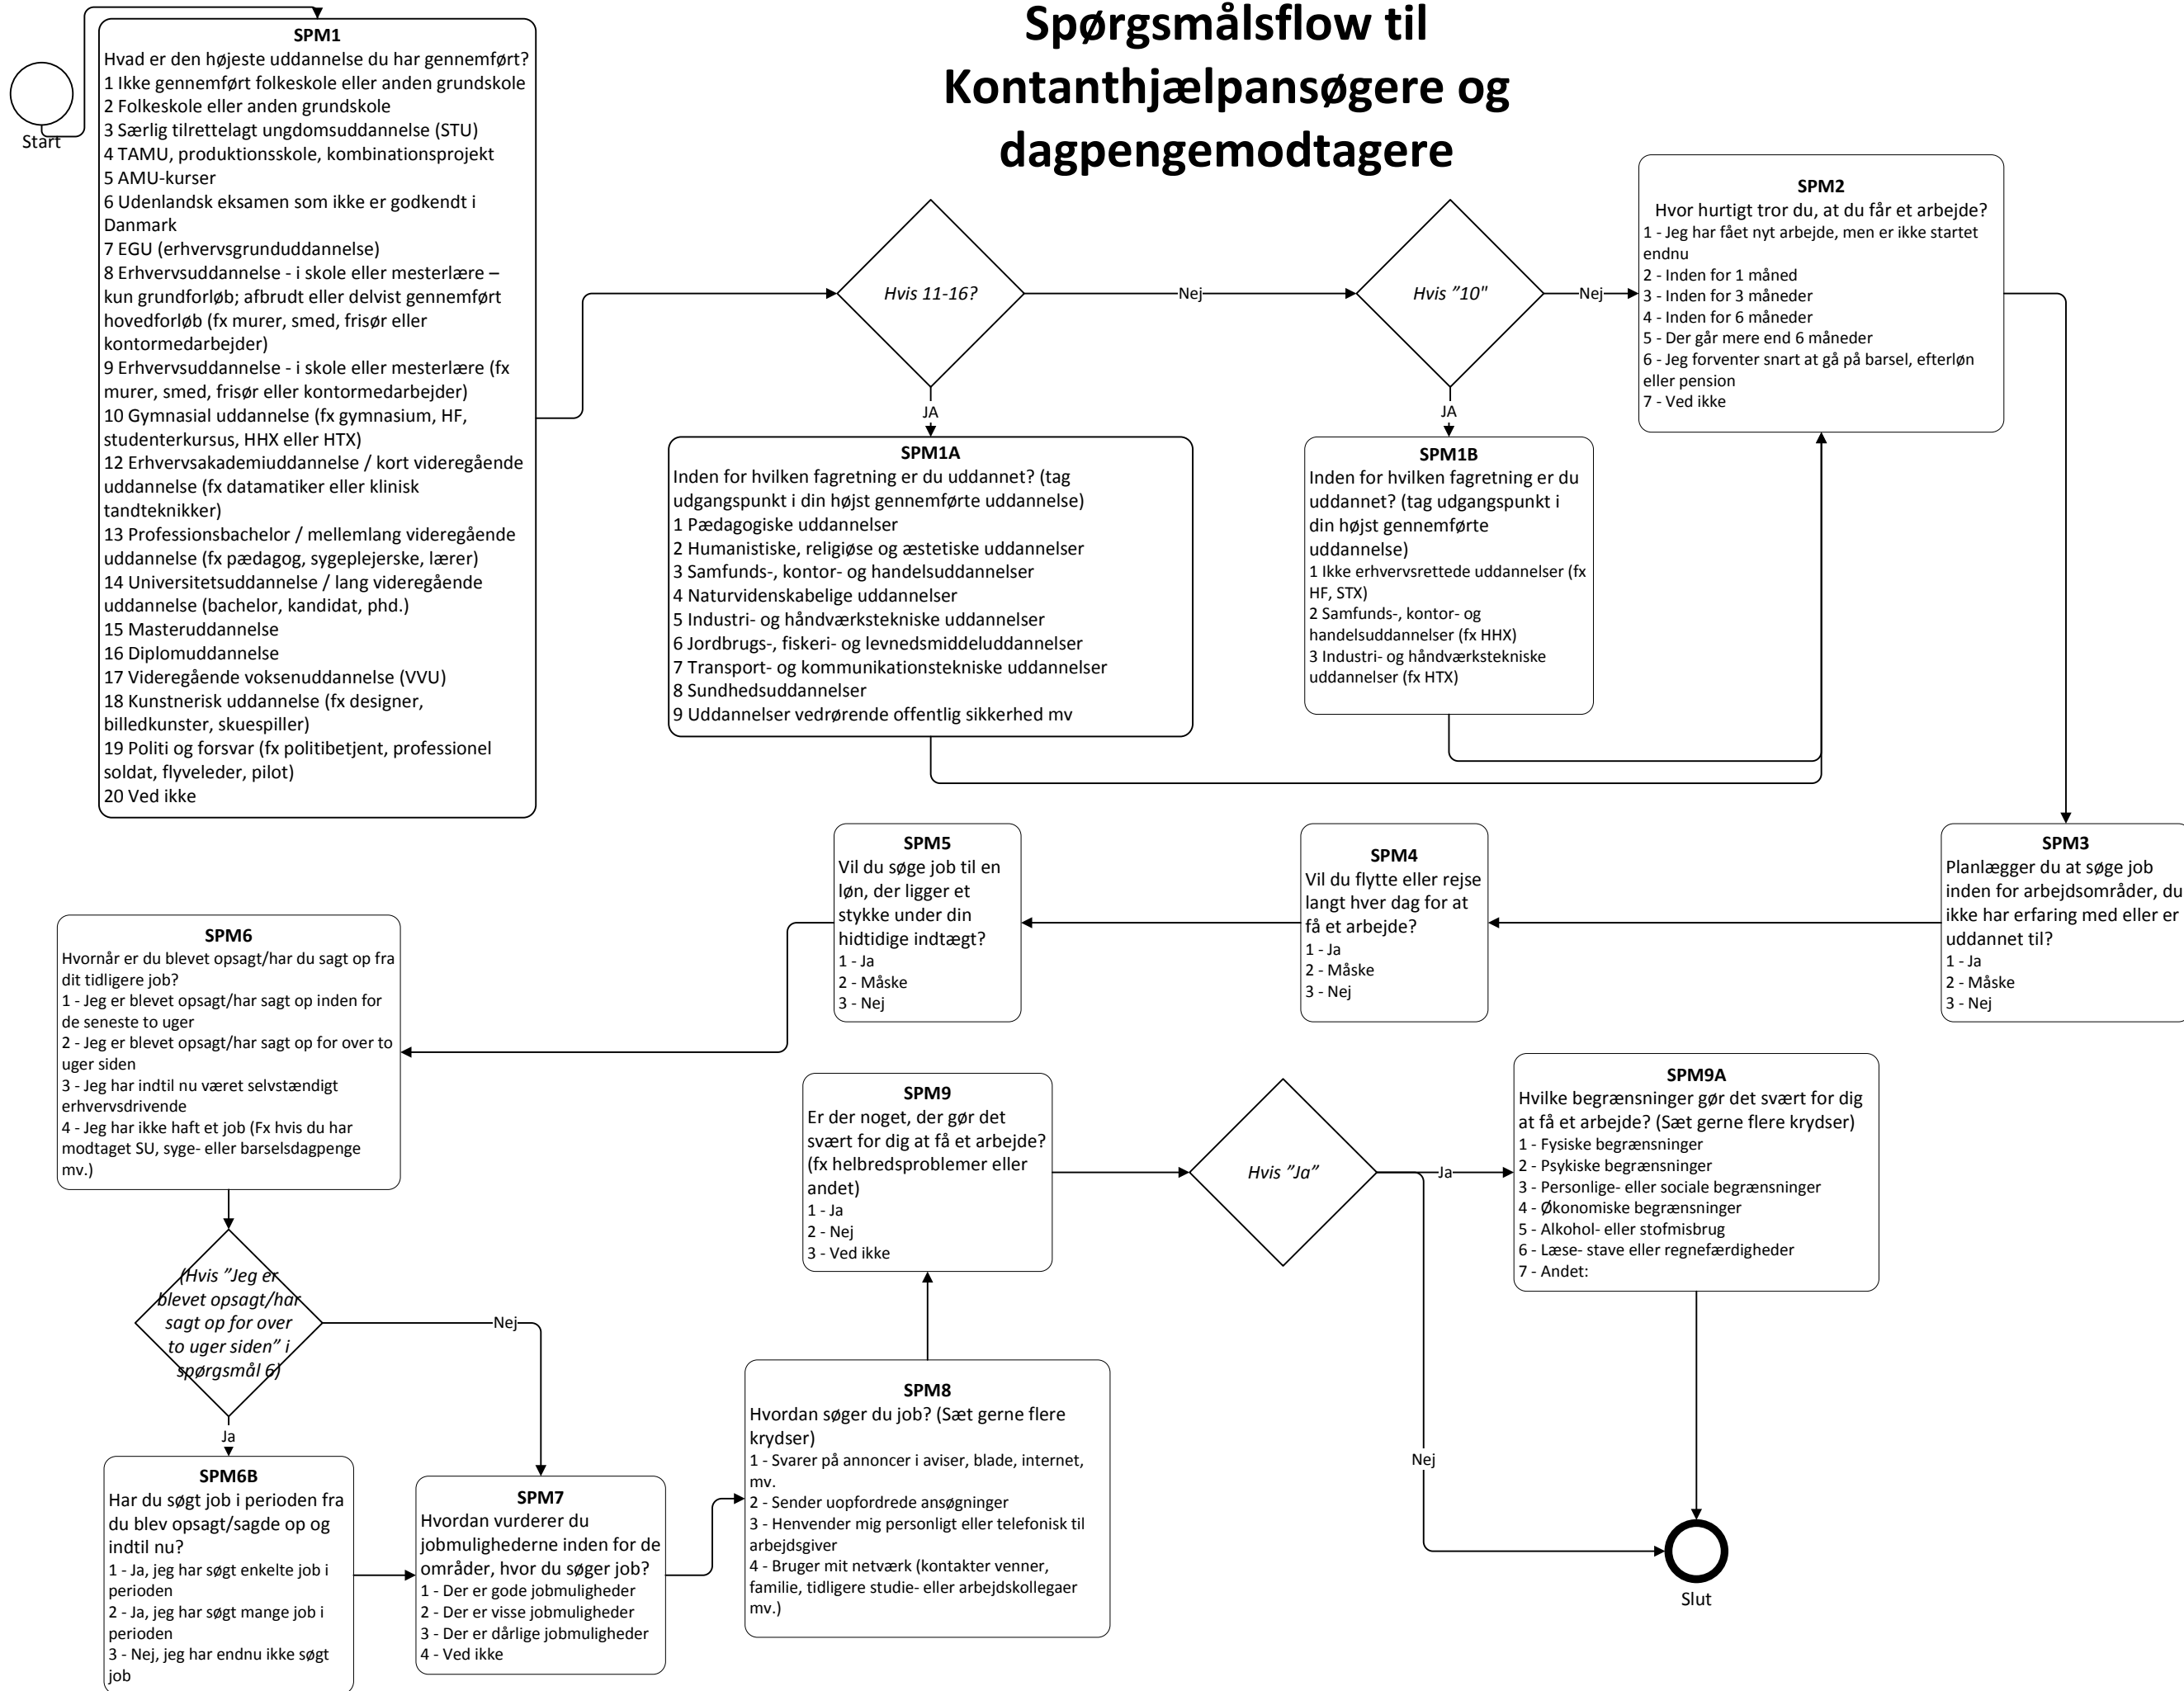 Spørgsmålsflow til
Kontanthjælpansøgere og
dagpengemodtagere
Start
SPM1
Hvad er den højeste uddannelse du har gennemført?
1 Ikke gennemført folkeskole eller anden grundskole
2 Folkeskole eller anden grundskole
3 Særlig tilrettelagt ungdomsuddannelse (STU)
4 TAMU, produktionsskole, kombinationsprojekt
5 AMU-kurser
6 Udenlandsk eksamen som ikke er godkendt i
Danmark
7 EGU (erhvervsgrunduddannelse)
8 Erhvervsuddannelse - i skole eller mesterlære –
kun grundforløb; afbrudt eller delvist gennemført
hovedforløb (fx murer, smed, frisør eller
kontormedarbejder)
9 Erhvervsuddannelse - i skole eller mesterlære (fx
murer, smed, frisør eller kontormedarbejder)
10 Gymnasial uddannelse (fx gymnasium, HF,
studenterkursus, HHX eller HTX)
12 Erhvervsakademiuddannelse / kort videregående
uddannelse (fx datamatiker eller klinisk
tandteknikker)
13 Professionsbachelor / mellemlang videregående
uddannelse (fx pædagog, sygeplejerske, lærer)
14 Universitetsuddannelse / lang videregående
uddannelse (bachelor, kandidat, phd.)
15 Masteruddannelse
16 Diplomuddannelse
17 Videregående voksenuddannelse (VVU)
18 Kunstnerisk uddannelse (fx designer,
billedkunster, skuespiller)
19 Politi og forsvar (fx politibetjent, professionel
soldat, flyveleder, pilot)
20 Ved ikke
Hvis 11-16?
Nej
JA
Hvis ”10"
Nej
JA
SPM1A
Inden for hvilken fagretning er du uddannet? (tag
udgangspunkt i din højst gennemførte uddannelse)
1 Pædagogiske uddannelser
2 Humanistiske, religiøse og æstetiske uddannelser
3 Samfunds-, kontor- og handelsuddannelser
4 Naturvidenskabelige uddannelser
5 Industri- og håndværkstekniske uddannelser
6 Jordbrugs-, fiskeri- og levnedsmiddeluddannelser
7 Transport- og kommunikationstekniske uddannelser
8 Sundhedsuddannelser
9 Uddannelser vedrørende offentlig sikkerhed mv
SPM1B
Inden for hvilken fagretning er du
uddannet? (tag udgangspunkt i
din højst gennemførte
uddannelse)
1 Ikke erhvervsrettede uddannelser (fx
HF, STX)
2 Samfunds-, kontor- og
handelsuddannelser (fx HHX)
3 Industri- og håndværkstekniske
uddannelser (fx HTX)
SPM2
Hvor hurtigt tror du, at du får et arbejde?
1 - Jeg har fået nyt arbejde, men er ikke startet
endnu
2 - Inden for 1 måned
3 - Inden for 3 måneder
4 - Inden for 6 måneder
5 - Der går mere end 6 måneder
6 - Jeg forventer snart at gå på barsel, efterløn
eller pension
7 - Ved ikke
SPM3
Planlægger du at søge job
inden for arbejdsområder, du
ikke har erfaring med eller er
uddannet til?
1 - Ja
2 - Måske
3 - Nej
SPM4
Vil du flytte eller rejse
langt hver dag for at
få et arbejde?
1 - Ja
2 - Måske
3 - Nej
SPM5
Vil du søge job til en
løn, der ligger et
stykke under din
hidtidige indtægt?
1 - Ja
2 - Måske
3 - Nej
SPM6
Hvornår er du blevet opsagt/har du sagt op fra
dit tidligere job?
1 - Jeg er blevet opsagt/har sagt op inden for
de seneste to uger
2 - Jeg er blevet opsagt/har sagt op for over to
uger siden
3 - Jeg har indtil nu været selvstændigt
erhvervsdrivende
4 - Jeg har ikke haft et job (Fx hvis du har
modtaget SU, syge- eller barselsdagpenge
mv.)
(Hvis ”Jeg er
blevet opsagt/har
sagt op for over
to uger siden” i
spørgsmål 6)
Nej
Ja
SPM6B
Har du søgt job i perioden fra
du blev opsagt/sagde op og
indtil nu?
1 - Ja, jeg har søgt enkelte job i
perioden
2 - Ja, jeg har søgt mange job i
perioden
3 - Nej, jeg har endnu ikke søgt
job
SPM7
Hvordan vurderer du
jobmulighederne inden for de
områder, hvor du søger job?
1 - Der er gode jobmuligheder
2 - Der er visse jobmuligheder
3 - Der er dårlige jobmuligheder
4 - Ved ikke
SPM8
Hvordan søger du job? (Sæt gerne flere
krydser)
1 - Svarer på annoncer i aviser, blade, internet,
mv.
2 - Sender uopfordrede ansøgninger
3 - Henvender mig personligt eller telefonisk til
arbejdsgiver
4 - Bruger mit netværk (kontakter venner,
familie, tidligere studie- eller arbejdskollegaer
mv.)
SPM9
Er der noget, der gør det
svært for dig at få et arbejde?
(fx helbredsproblemer eller
andet)
1 - Ja
2 - Nej
3 - Ved ikke
Hvis ”Ja”
Ja
Nej
SPM9A
Hvilke begrænsninger gør det svært for dig
at få et arbejde? (Sæt gerne flere krydser)
1 - Fysiske begrænsninger
2 - Psykiske begrænsninger
3 - Personlige- eller sociale begrænsninger
4 - Økonomiske begrænsninger
5 - Alkohol- eller stofmisbrug
6 - Læse- stave eller regnefærdigheder
7 - Andet:
Slut